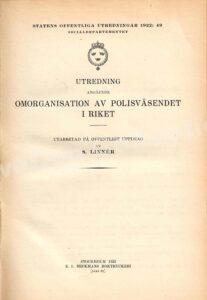 STATENS OFFENTLIGA UTREDNINGAR 1922: 49
SOCIALDEPARTEMENTET
UTREDNING
ANGÅENDE
OMORGANISATION AV POLISVÄSENDET
I RIKET
UTARBETAD PÅ OFFENTLIGT UPPDRAG
AV
S. LINNÉR
STOCKHOLM 1922
K. L. BECKMANS BOKTRYCKERI